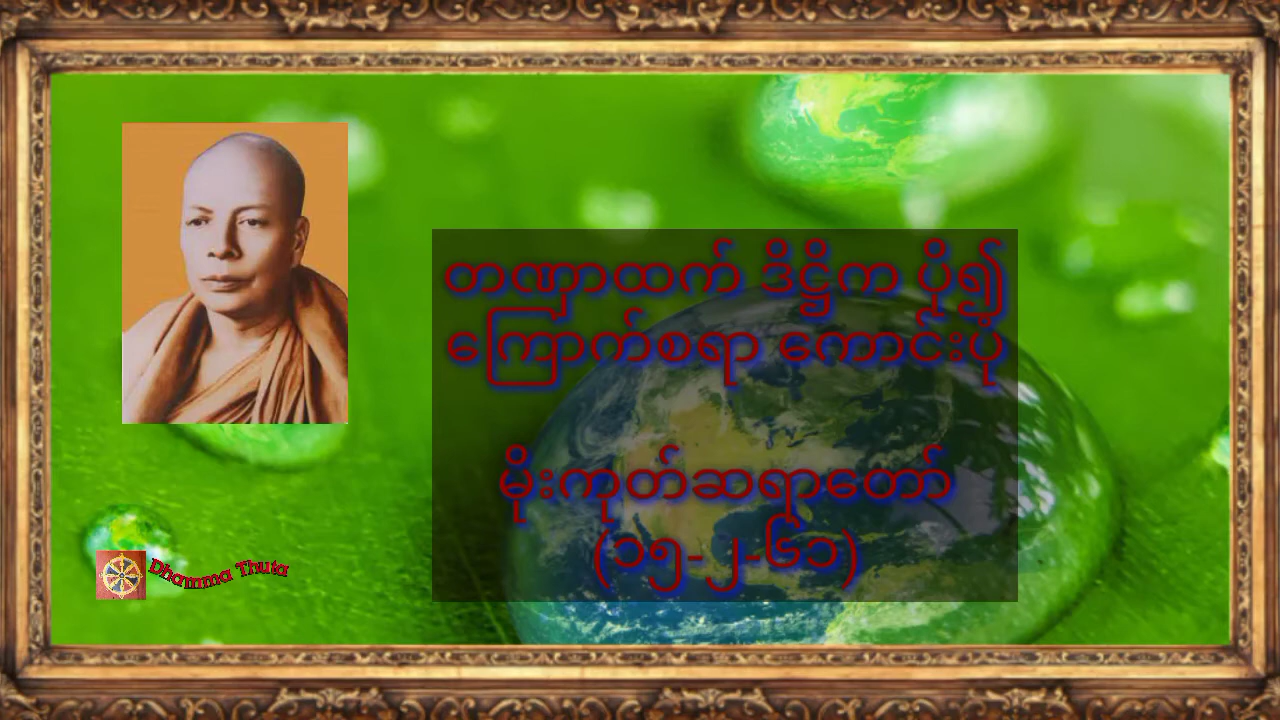 တဏှာထက် ဒိဋ္ဌိက ပို၍
ကြောက်စရာ ကောင်းပုံ
မိုးကုတ်ဆရာတော်
(၁၅-၂-၆၁)
Dhamma Thuta